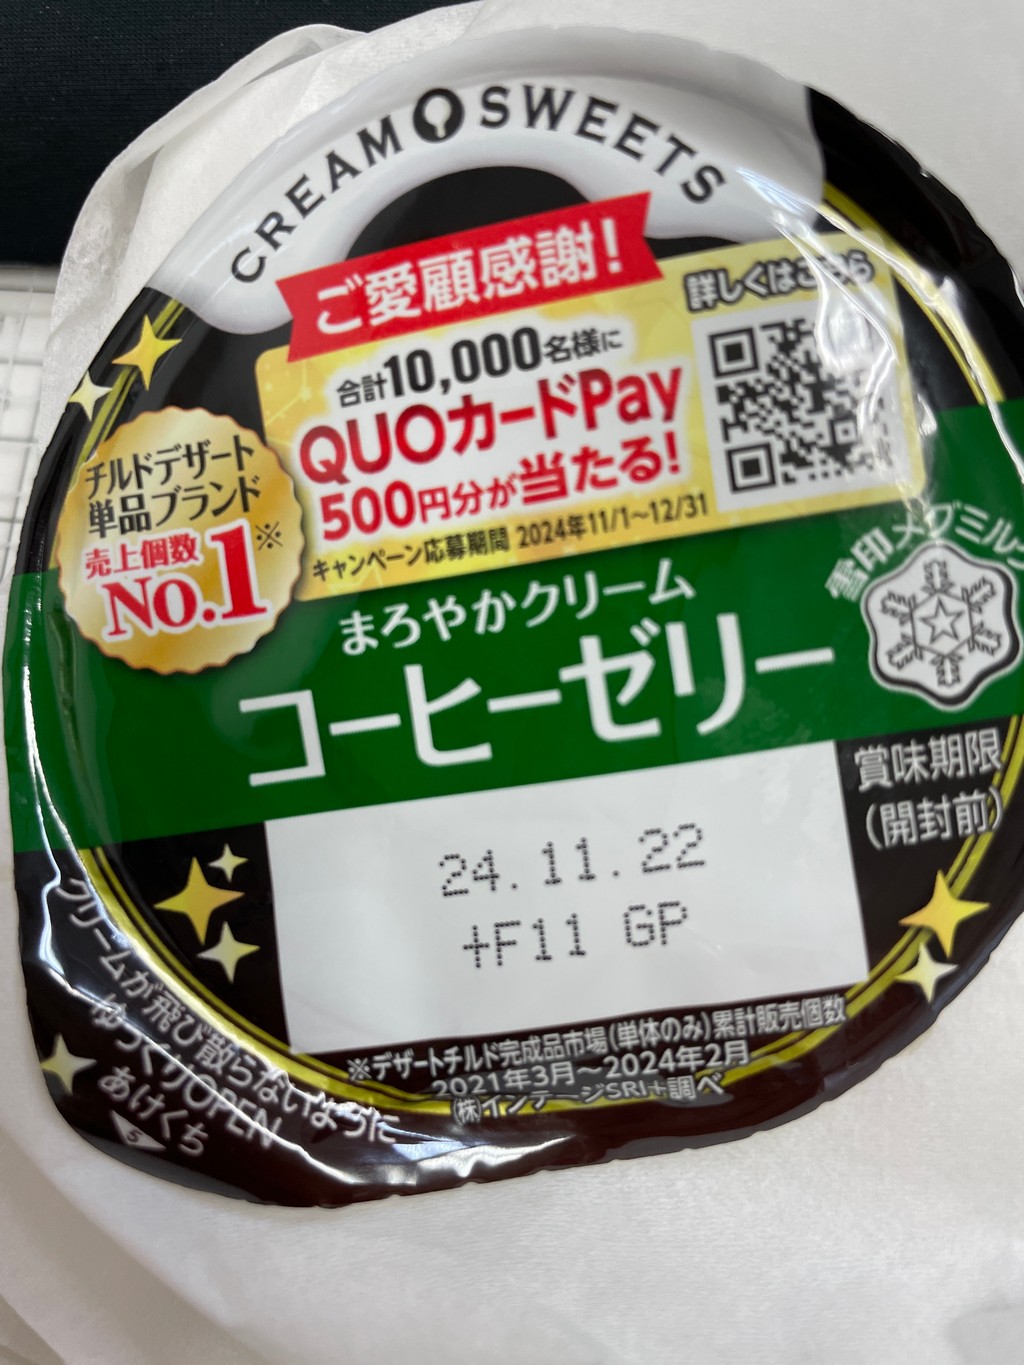 CREAM SWEETS
ご愛顧感謝!
合計10,000名様に
QUOカードPay
500円分が当たる!
キャンペーン応募期間 2024年11/1~12/31
詳しくはこちら
チルドデザート
単品ブランド
売上個数
No.1※
雪印メグミルク
まろやかクリーム
コーヒーゼリー
賞味期限
(開封前)
24.11.22
+F11 GP
※デザートチルド完成品市場(単体のみ)累計販売個数
2021年3月~2024年2月
㈱インテージSRI+調べ
クリームが飛び散らないように
ゆっくりOPEN
あけくち
5